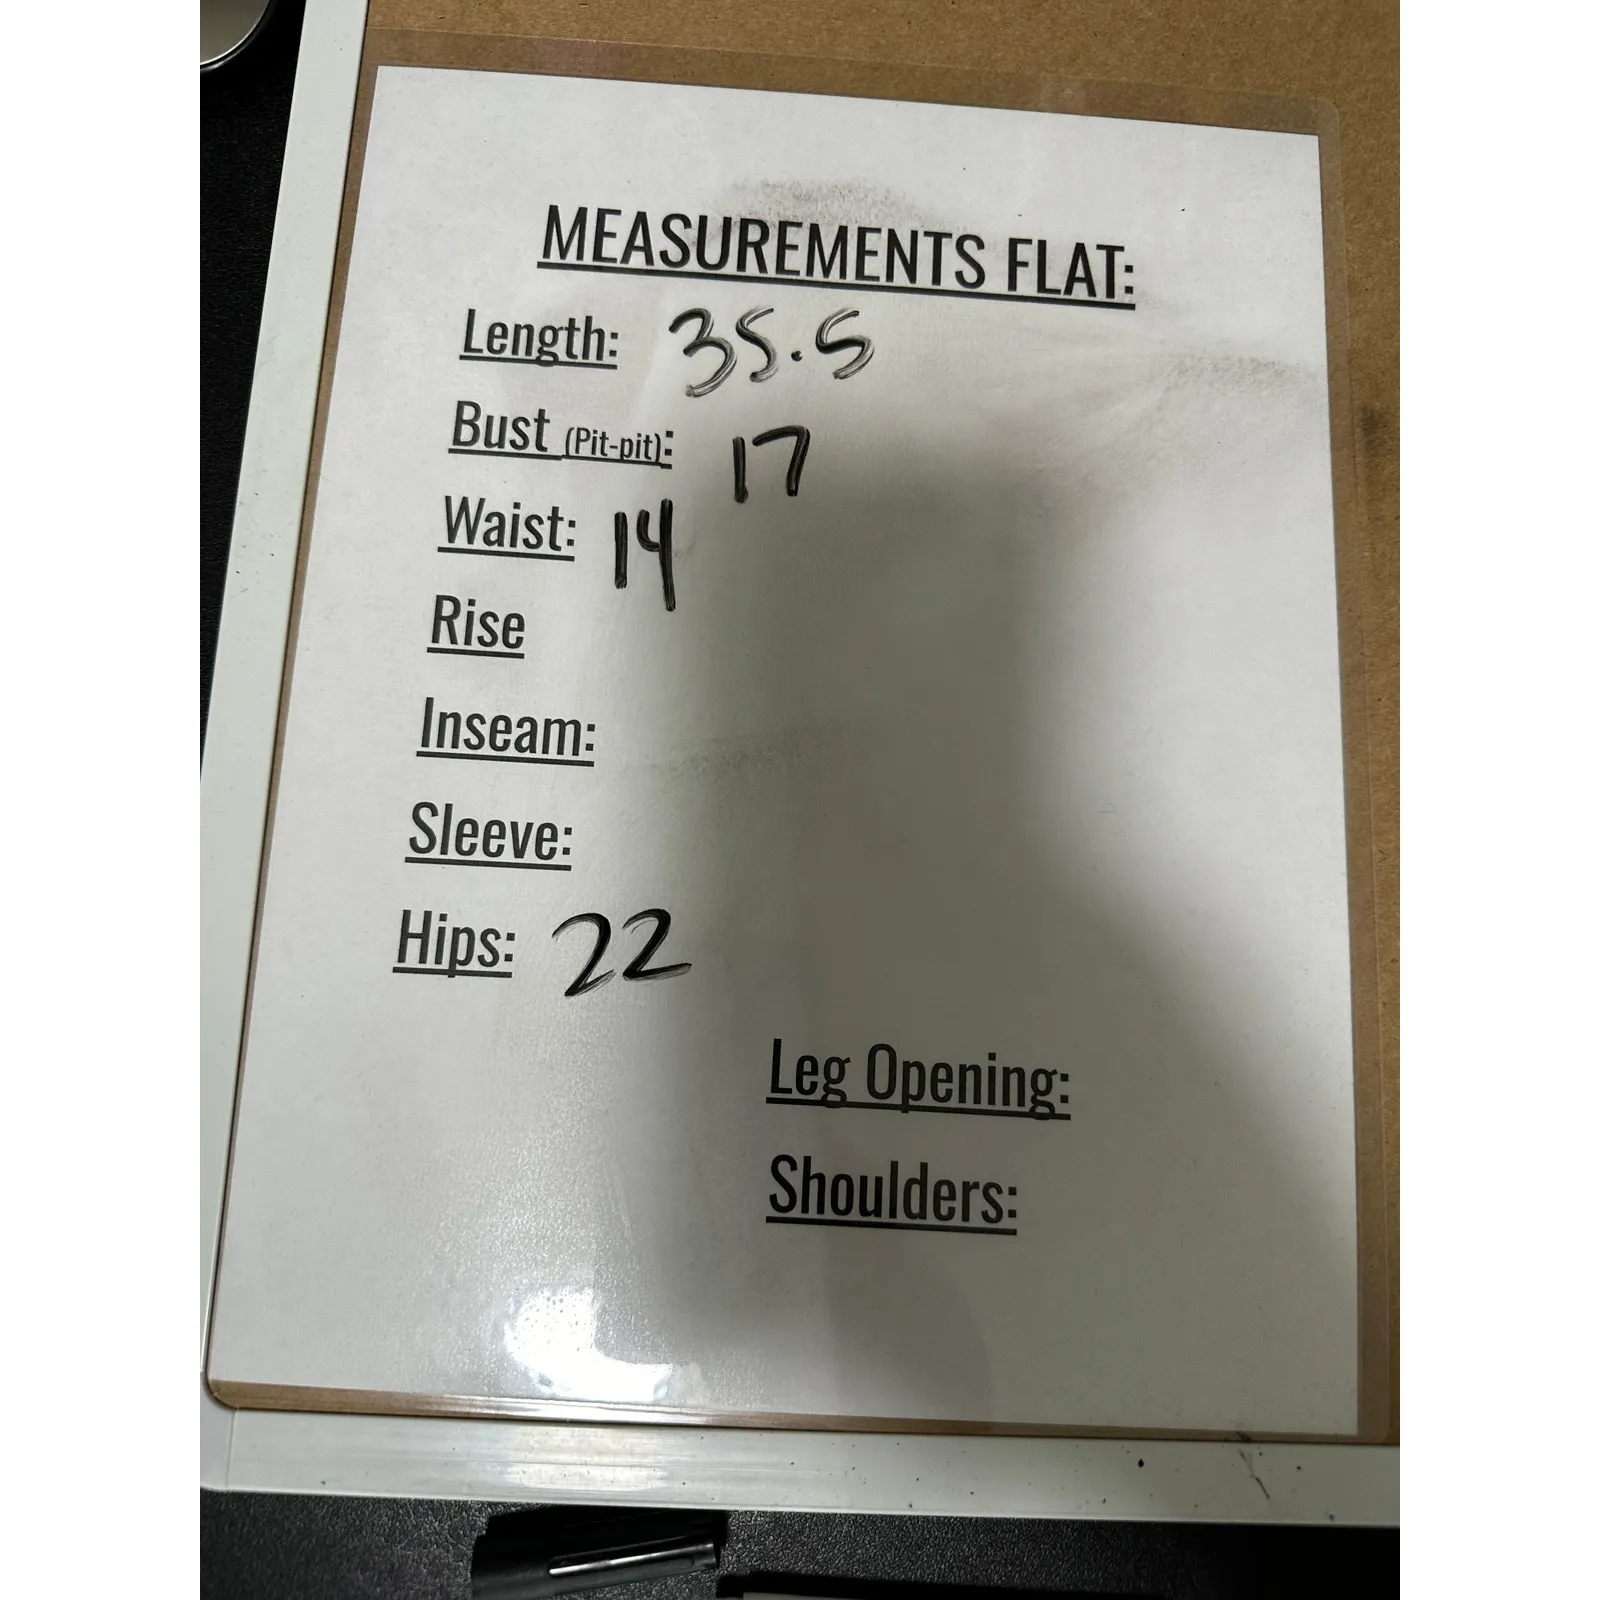 MEASUREMENTS FLAT:
Length: 35.5
Bust (Pit-pit): 17
Waist: 14
Rise
Inseam:
Sleeve:
Hips: 22
Leg Opening:
Shoulders: